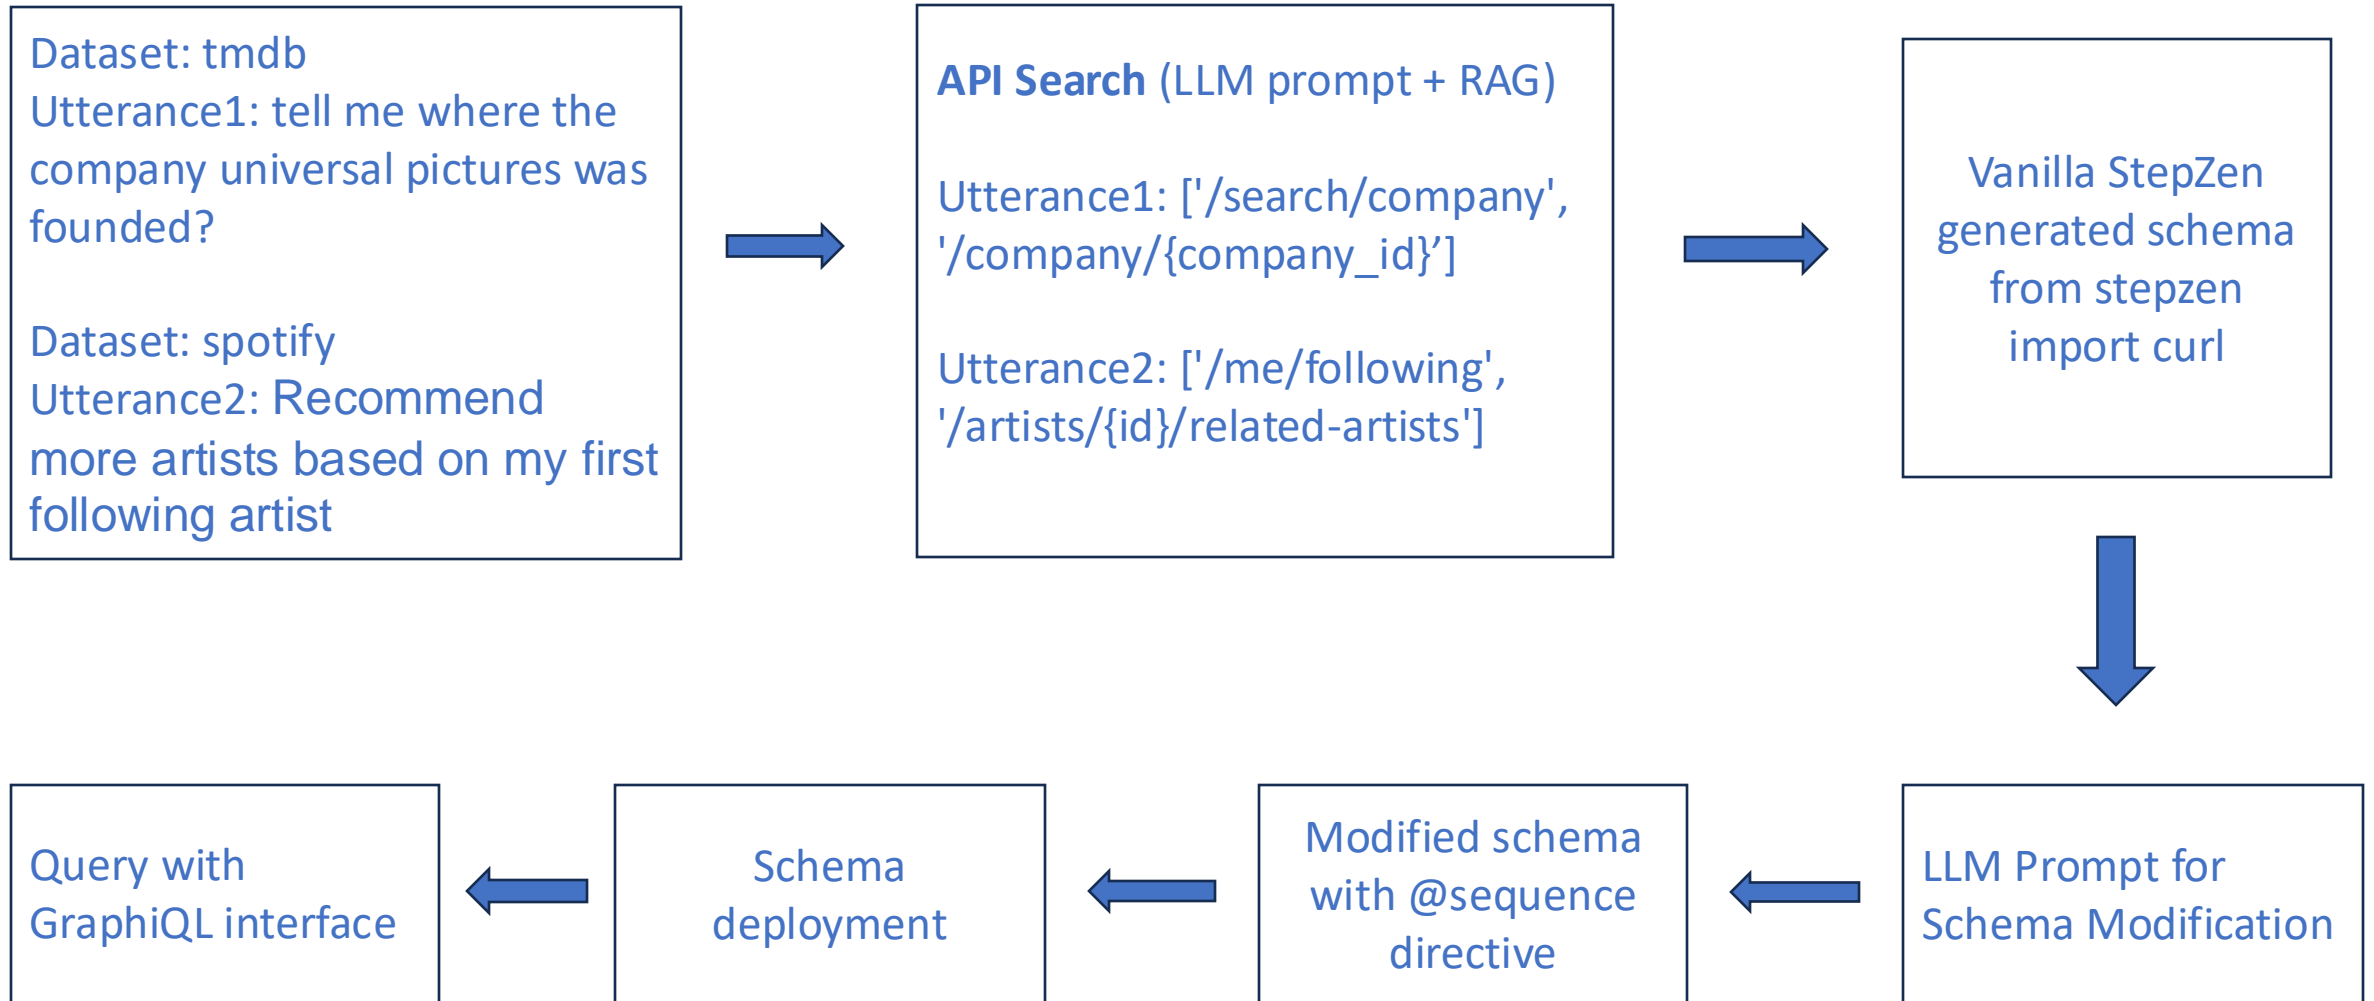 Dataset: tmdb
Utterance1: tell me where the
company universal pictures was
founded?
Dataset: spotify
Utterance2: Recommend
more artists based on my first
following artist
API Search (LLM prompt + RAG)
Utterance1: ['/search/company',
'/company/{company_id}’]
Utterance2: ['/me/following',
'/artists/{id}/related-artists']
Vanilla StepZen
generated schema
from stepzen
import curl
LLM Prompt for
Schema Modification
Modified schema
with @sequence
directive
Schema
deployment
Query with
GraphiQL interface